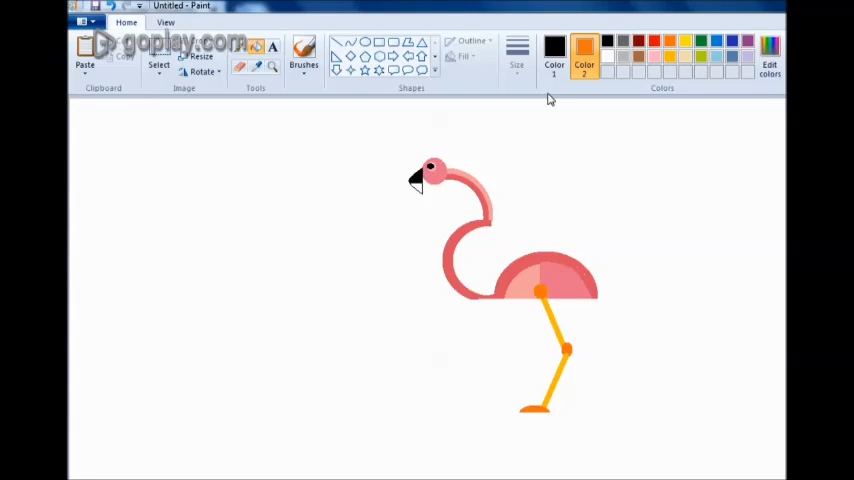 Untitled - Paint
Home
View
goplay.com
Paste
Select
Resize
Rotate
Brushes
Outline
Fill
Size
Color 1
Color 2
Edit colors
Clipboard
Image
Tools
Shapes
Colors